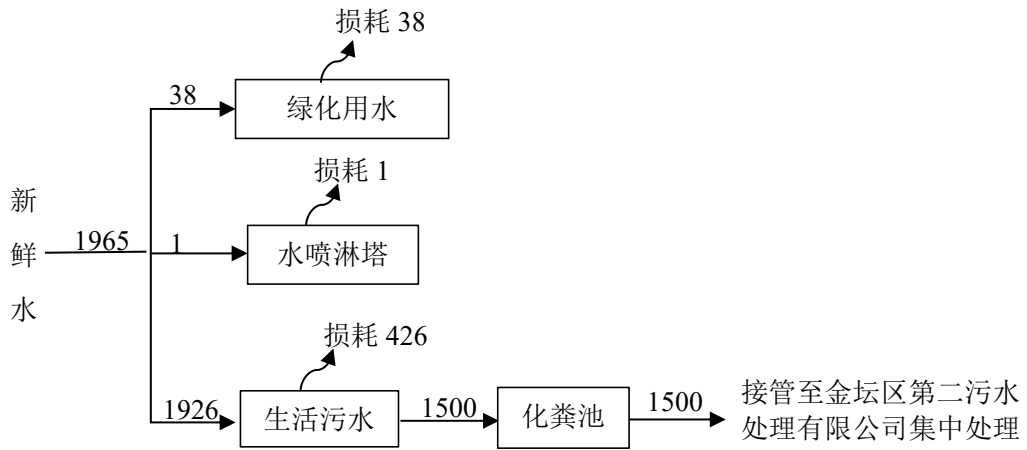 损耗 38
38
绿化用水
损耗 1
新
鲜
水
1965
1
水喷淋塔
损耗 426
1926
生活污水
1500
化粪池
1500
接管至金坛区第二污水
处理有限公司集中处理